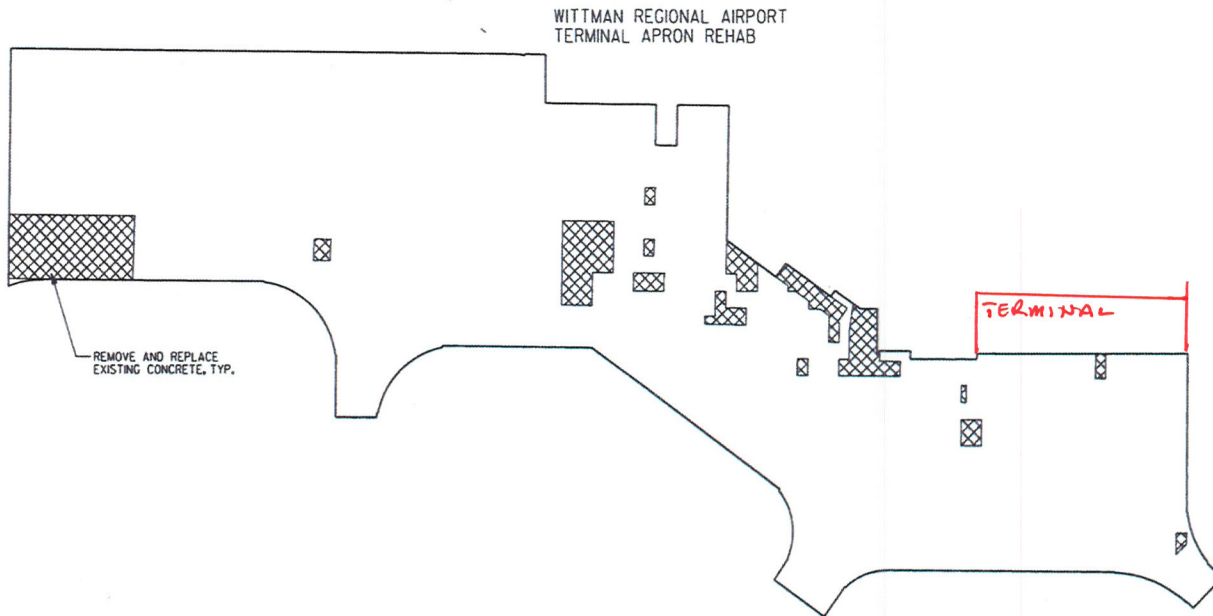 WITTMAN REGIONAL AIRPORT
TERMINAL APRON REHAB
TERMINAL
REMOVE AND REPLACE
EXISTING CONCRETE, TYP.